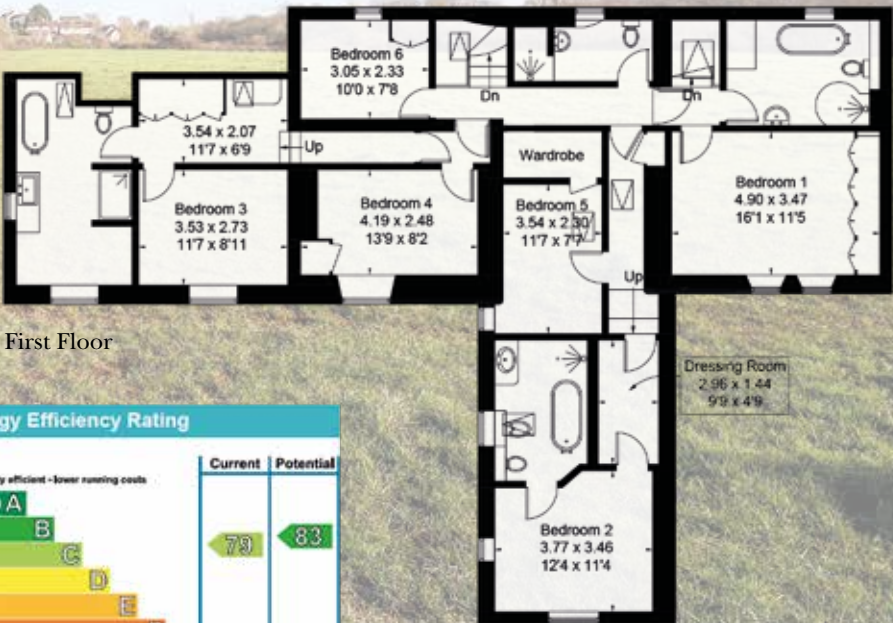 Bedroom 6
3.05 x 2.33
10'0 x 7'8
Dn
Dn
3.54 x 2.07
11'7 x 6'9
Up
Wardrobe
Bedroom 3
3.53 x 2.73
11'7 x 8'11
Bedroom 4
4.19 x 2.48
13'9 x 8'2
Bedroom 5
3.54 x 2.30
11'7 x 7'7
Bedroom 1
4.90 x 3.47
16'1 x 11'5
Up
First Floor
Dressing Room
2.96 x 1.44
9'9 x 4'9
Bedroom 2
3.77 x 3.46
12'4 x 11'4
gy Efficiency Rating
Current Potential
y efficient - lower running costs
A
B
C
D
E
79
83